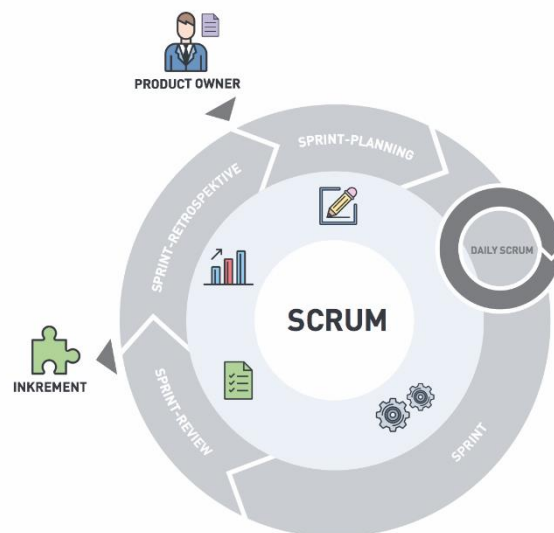 PRODUCT OWNER
SPRINT-PLANNING
SPRINT-RETROSPEKTIVE
DAILY SCRUM
SCRUM
INKREMENT
SPRINT-REVIEW
SPRINT